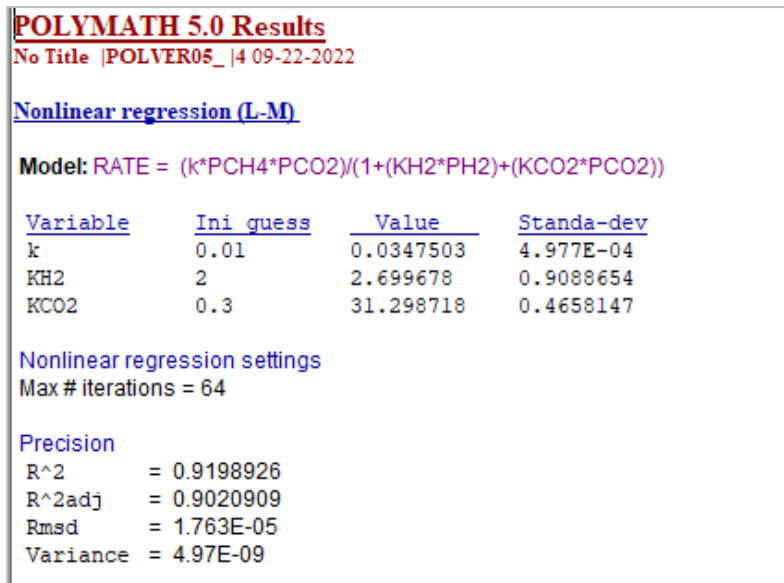 POLYMATH 5.0 Results
No Title |POLVER05_ |4 09-22-2022
Nonlinear regression (L-M)
Model: RATE = (k*PCH4*PCO2)/(1+(KH2*PH2)+(KCO2*PCO2))
Variable Ini guess Value Standa-dev
k 0.01 0.0347503 4.977E-04
KH2 2 2.699678 0.9088654
KCO2 0.3 31.298718 0.4658147
Nonlinear regression settings
Max # iterations = 64
Precision
R^2 = 0.9198926
R^2adj = 0.9020909
Rmsd = 1.763E-05
Variance = 4.97E-09